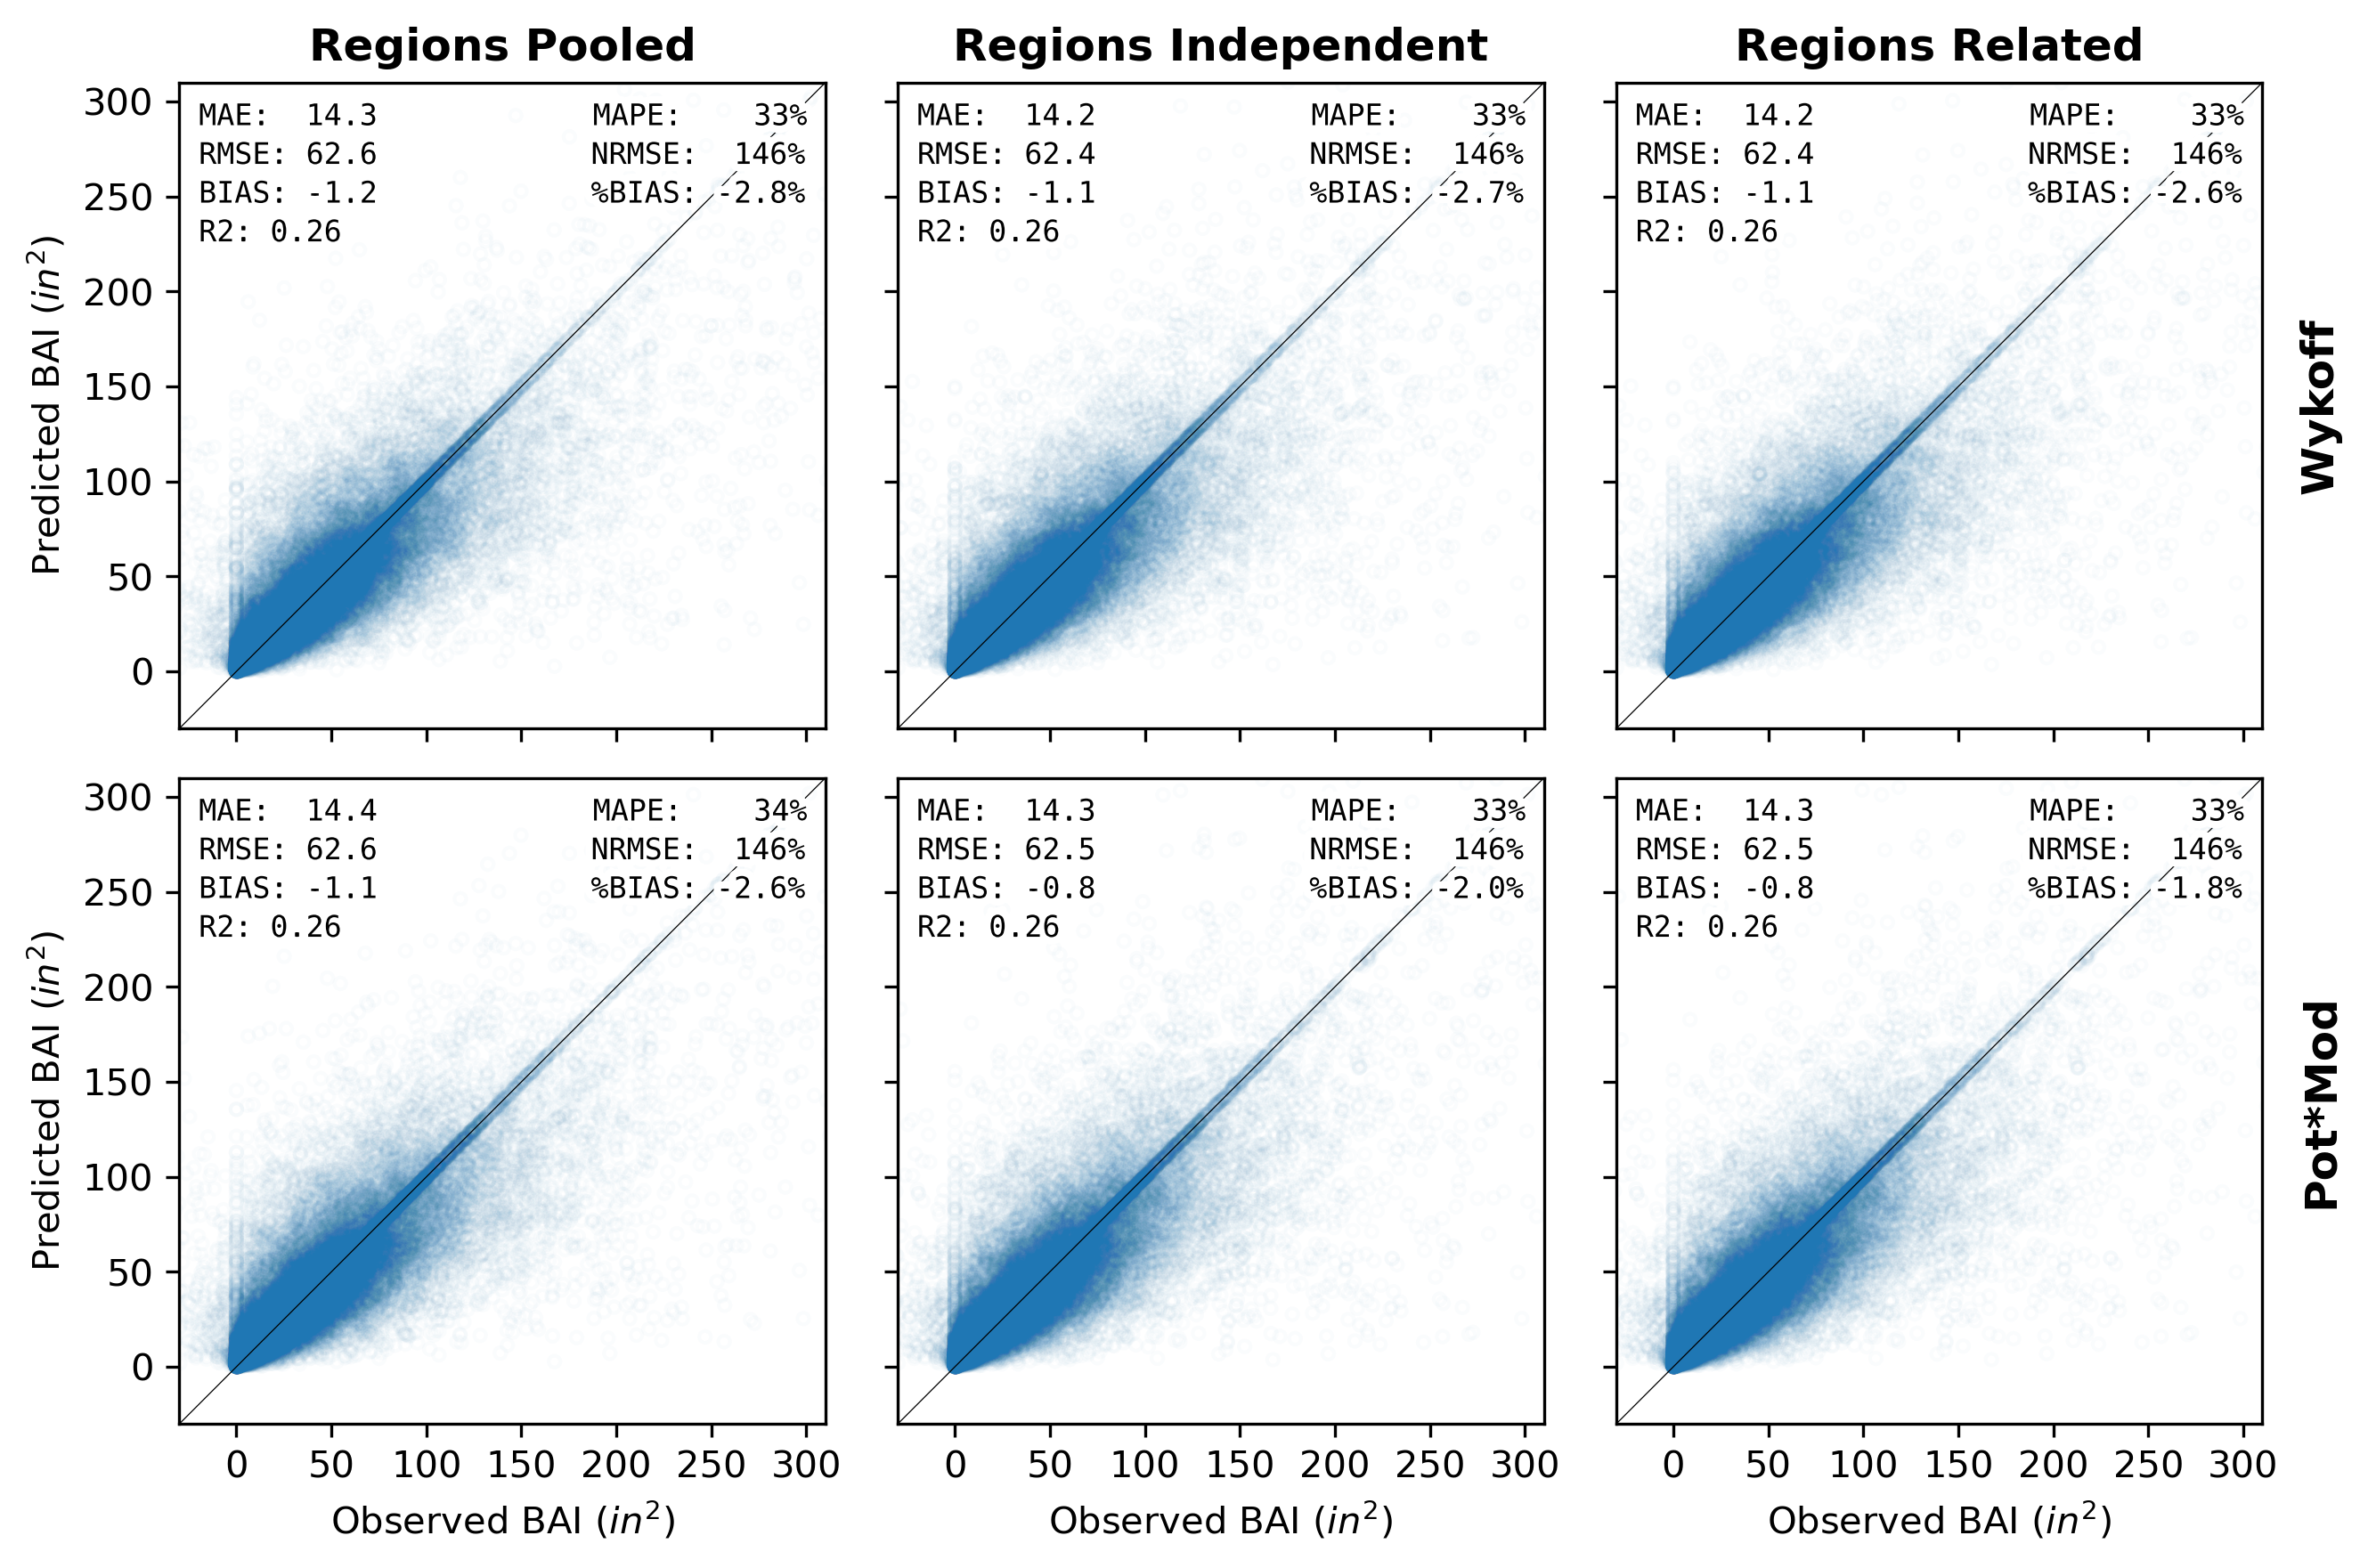 Regions Pooled
Regions Independent
Regions Related
MAE: 14.3 MAPE: 33%
RMSE: 62.6 NRMSE: 146%
BIAS: -1.2 %BIAS: -2.8%
R2: 0.26
MAE: 14.2 MAPE: 33%
RMSE: 62.4 NRMSE: 146%
BIAS: -1.1 %BIAS: -2.7%
R2: 0.26
MAE: 14.2 MAPE: 33%
RMSE: 62.4 NRMSE: 146%
BIAS: -1.1 %BIAS: -2.6%
R2: 0.26
300
250
200
150
100
50
0
Predicted BAI (in²)
Wykoff
MAE: 14.4 MAPE: 34%
RMSE: 62.6 NRMSE: 146%
BIAS: -1.1 %BIAS: -2.6%
R2: 0.26
MAE: 14.3 MAPE: 33%
RMSE: 62.5 NRMSE: 146%
BIAS: -0.8 %BIAS: -2.0%
R2: 0.26
MAE: 14.3 MAPE: 33%
RMSE: 62.5 NRMSE: 146%
BIAS: -0.8 %BIAS: -1.8%
R2: 0.26
300
250
200
150
100
50
0
Predicted BAI (in²)
Pot*Mod
0 50 100 150 200 250 300
0 50 100 150 200 250 300
0 50 100 150 200 250 300
Observed BAI (in²)
Observed BAI (in²)
Observed BAI (in²)